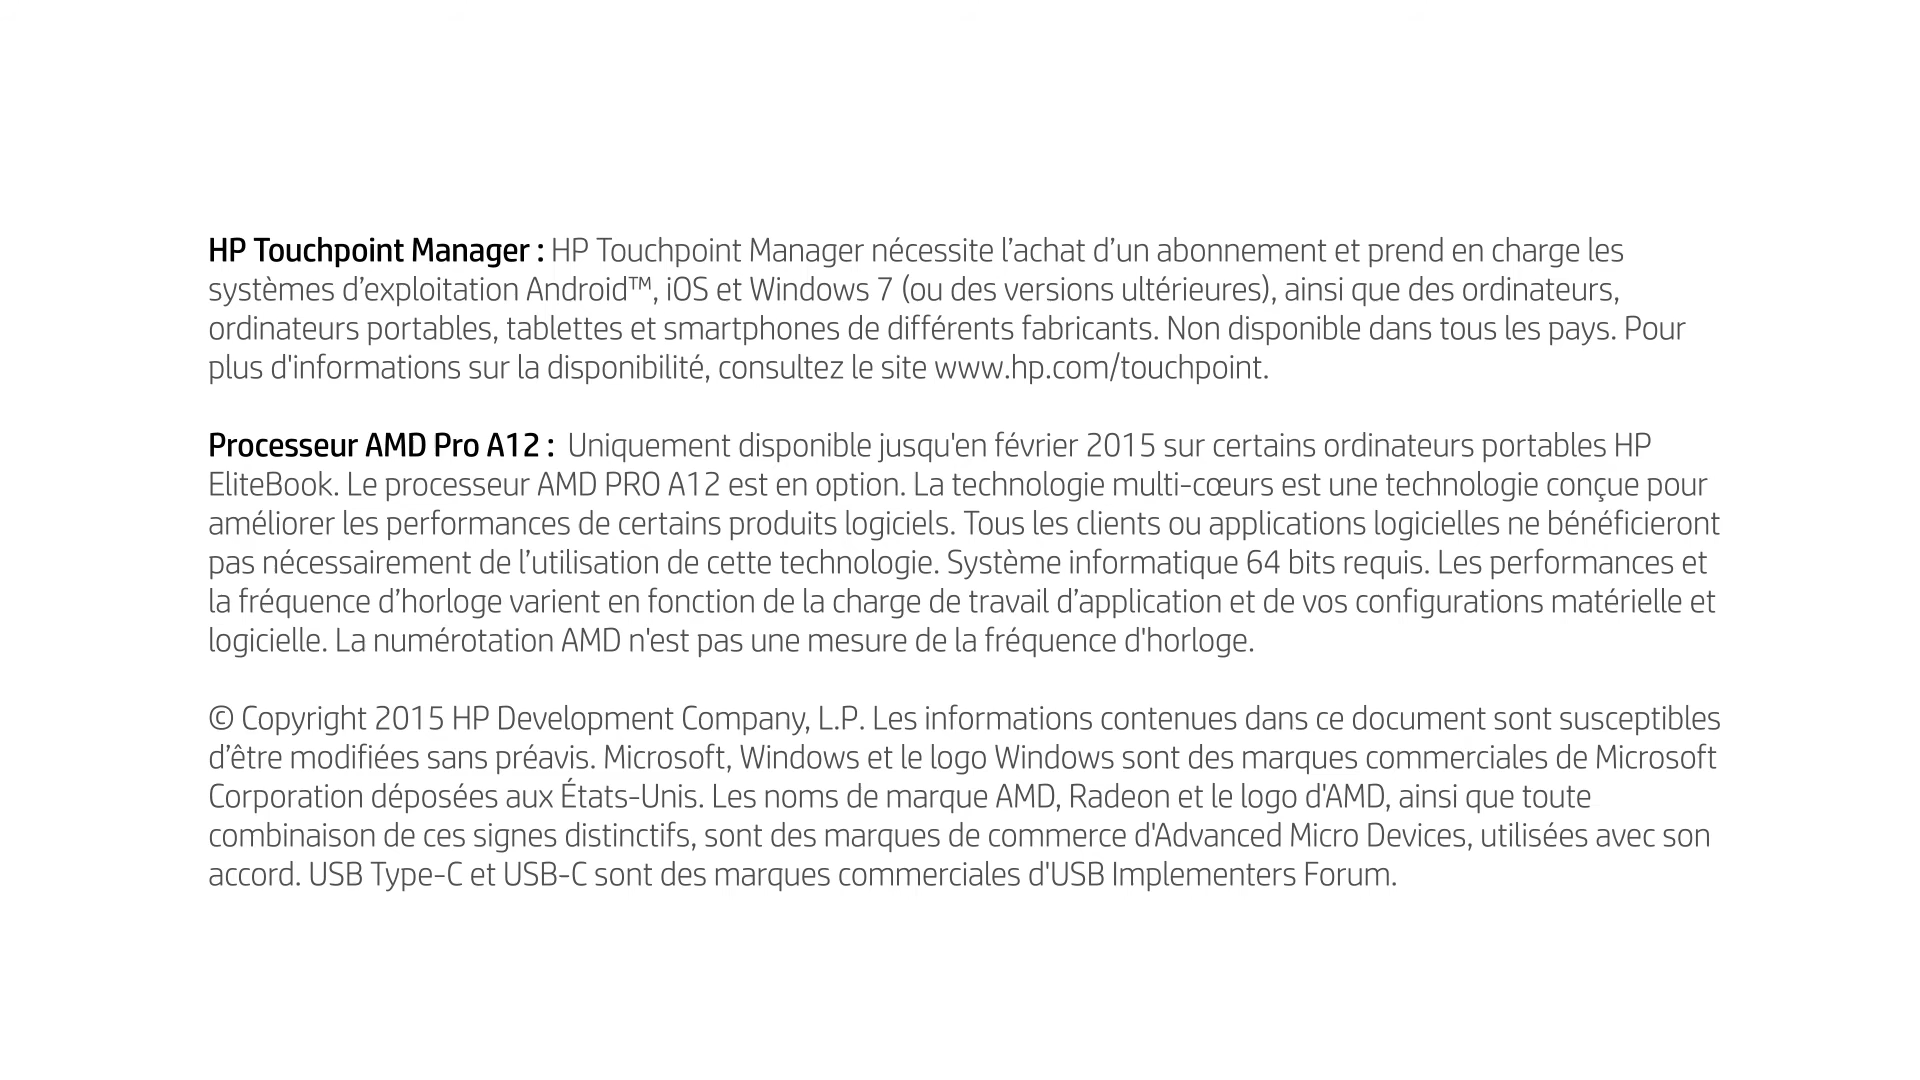 HP Touchpoint Manager : HP Touchpoint Manager nécessite l’achat d’un abonnement et prend en charge les
systèmes d’exploitation Android™, iOS et Windows 7 (ou des versions ultérieures), ainsi que des ordinateurs,
ordinateurs portables, tablettes et smartphones de différents fabricants. Non disponible dans tous les pays. Pour
plus d'informations sur la disponibilité, consultez le site www.hp.com/touchpoint.
Processeur AMD Pro A12 : Uniquement disponible jusqu'en février 2015 sur certains ordinateurs portables HP
EliteBook. Le processeur AMD PRO A12 est en option. La technologie multi-cœurs est une technologie conçue pour
améliorer les performances de certains produits logiciels. Tous les clients ou applications logicielles ne bénéficieront
pas nécessairement de l’utilisation de cette technologie. Système informatique 64 bits requis. Les performances et
la fréquence d’horloge varient en fonction de la charge de travail d’application et de vos configurations matérielle et
logicielle. La numérotation AMD n'est pas une mesure de la fréquence d'horloge.
© Copyright 2015 HP Development Company, L.P. Les informations contenues dans ce document sont susceptibles
d’être modifiées sans préavis. Microsoft, Windows et le logo Windows sont des marques commerciales de Microsoft
Corporation déposées aux États-Unis. Les noms de marque AMD, Radeon et le logo d'AMD, ainsi que toute
combinaison de ces signes distinctifs, sont des marques de commerce d'Advanced Micro Devices, utilisées avec son
accord. USB Type-C et USB-C sont des marques commerciales d'USB Implementers Forum.